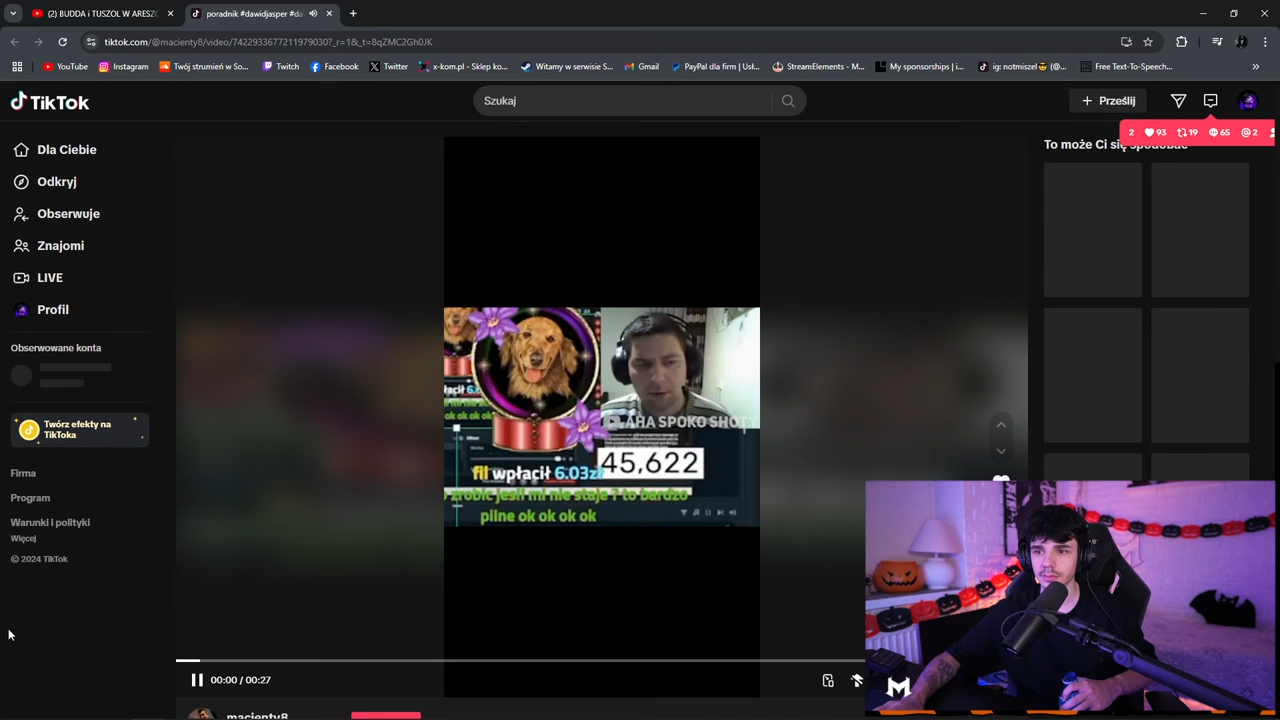 (2) BUDDA i TUSZOL W ARESZC
poradnik #dawidjasper #da
tiktok.com/@macienty8/video/7422933677211979030?_r=1&_t=8qZMC2Gh0JK
YouTube
Instagram
Twój strumień w So...
Twitch
Facebook
Twitter
x-kom.pl - Sklep ko...
Witamy w serwisie S...
Gmail
PayPal dla firm | Usł...
StreamElements - M...
My sponsorships | i...
ig: notmiszel😎 (@...
Free Text-To-Speech...
TikTok
Szukaj
Prześlij
2 93 19 65 2
To może Ci się spodobać
Dla Ciebie
Odkryj
Obserwuje
Znajomi
LIVE
Profil
Obserwowane konta
Twórz efekty na
TikToka
Firma
Program
Warunki i polityki
Więcej
© 2024 TikTok
AHA SPOKO SHOTY
45,622
fil wpłacił 6.03zł
zrobic jesli mi nie staje ? to bardzo
pilne ok ok ok ok
00:00 / 00:27
macienty8